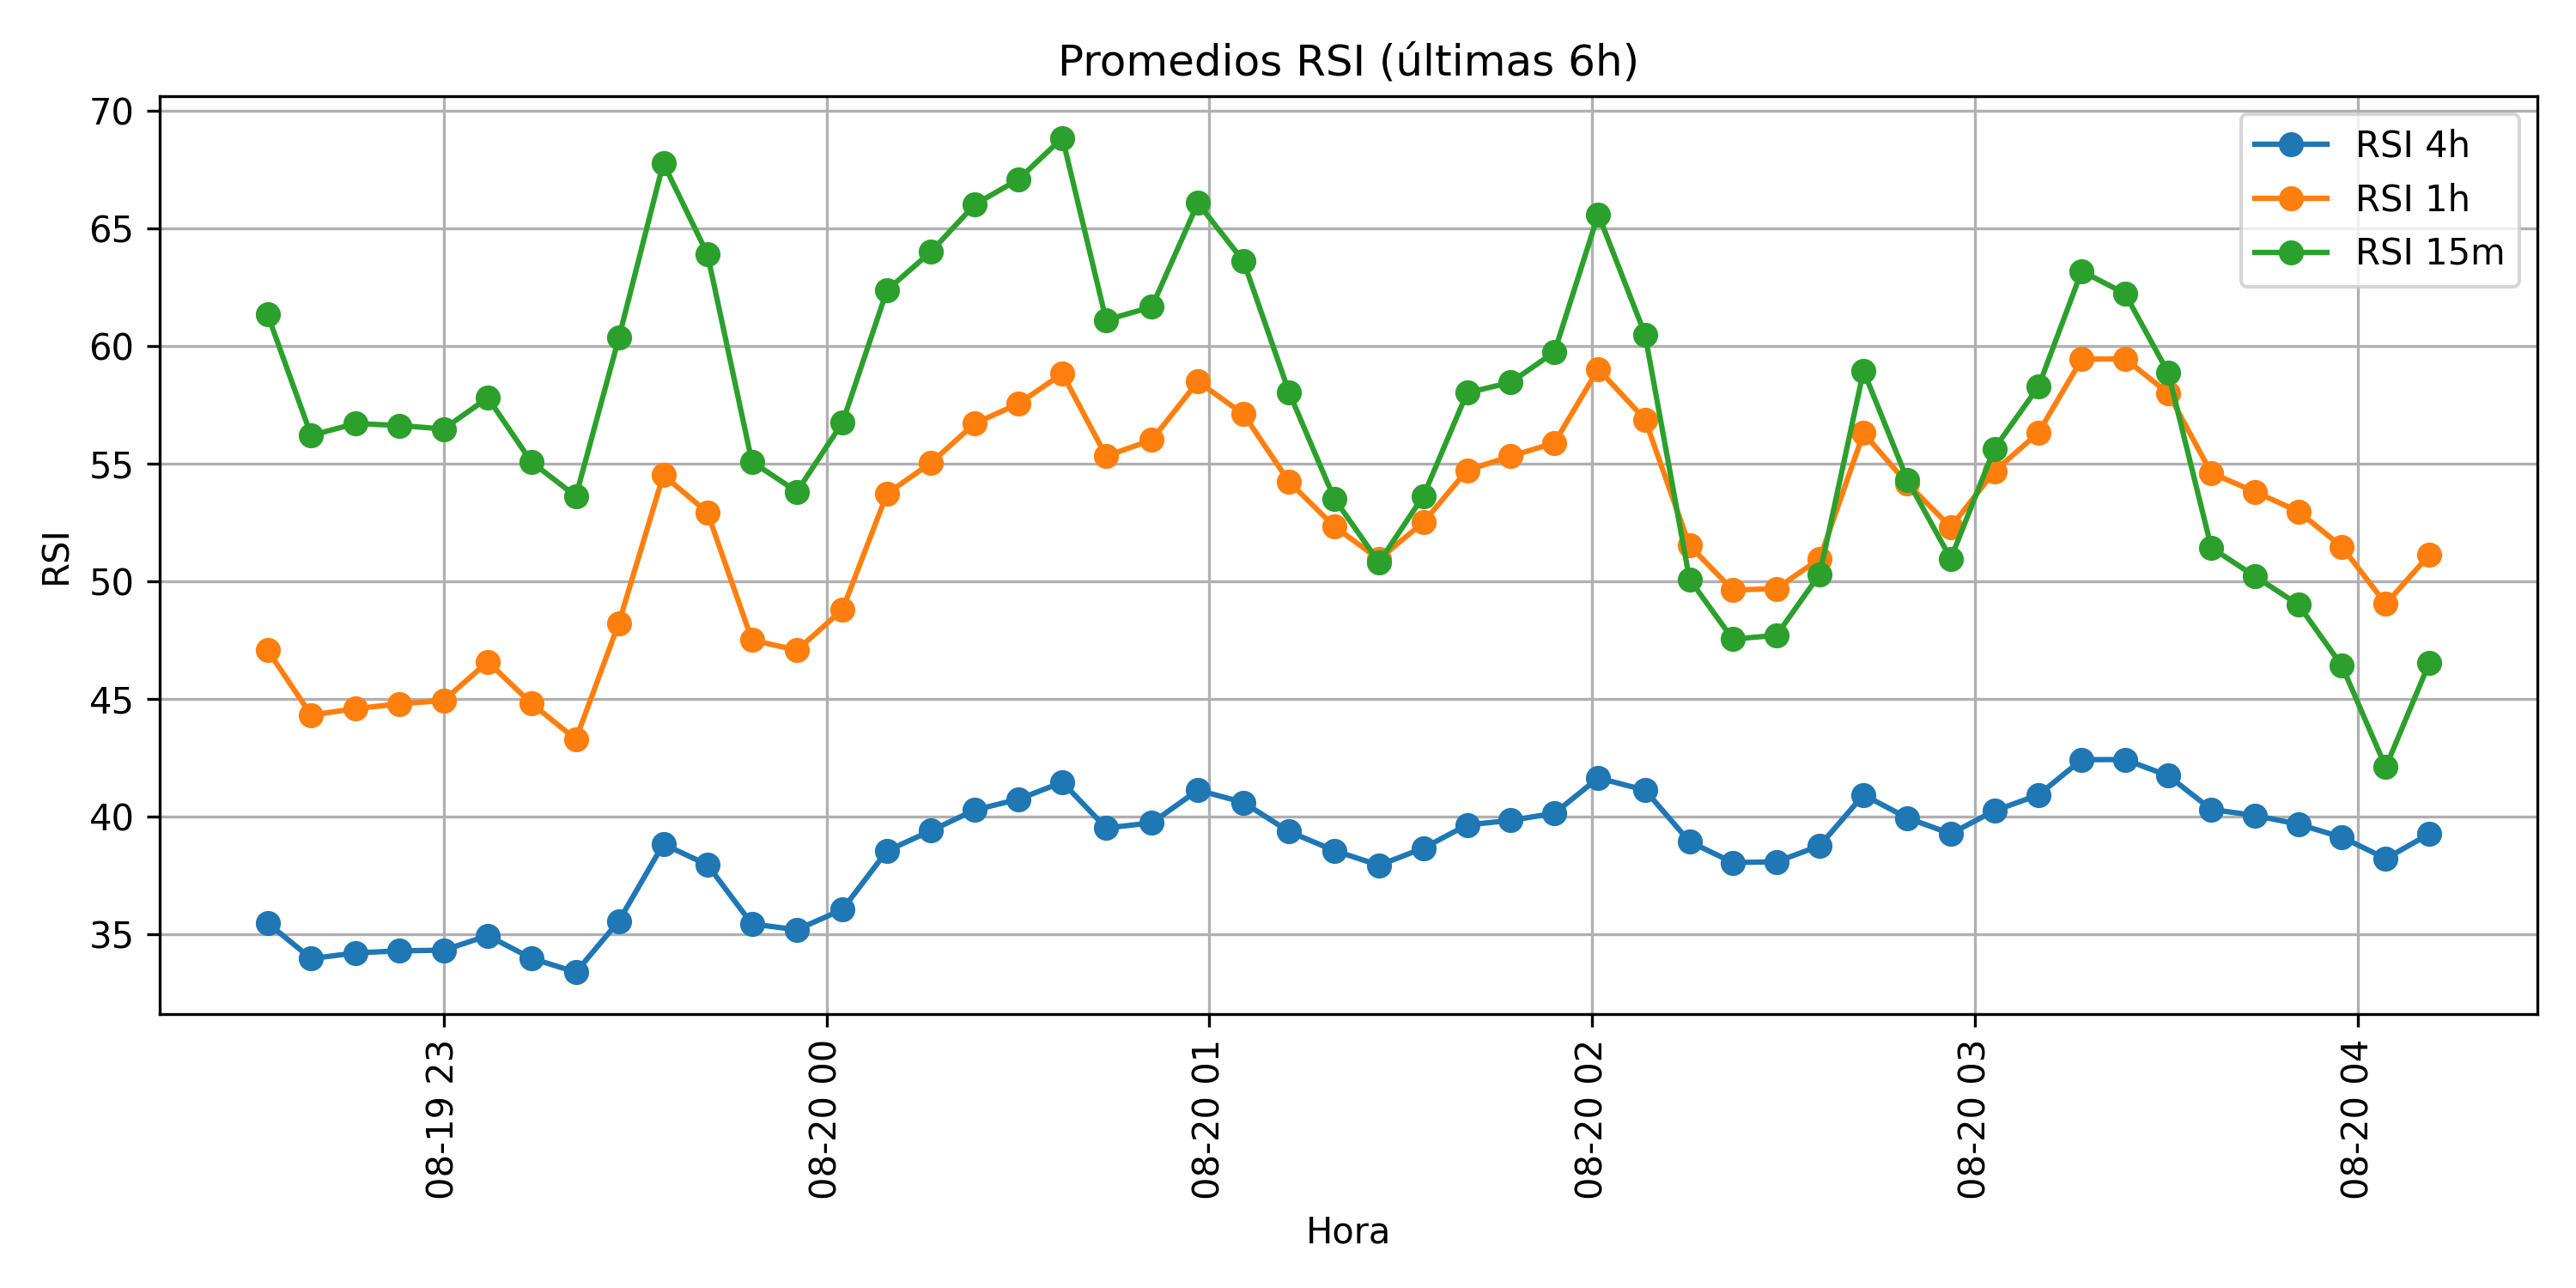 Promedios RSI (últimas 6h)
70
65
60
55
50
45
40
35
RSI
RSI 4h
RSI 1h
RSI 15m
08-19 23
08-20 00
08-20 01
08-20 02
08-20 03
08-20 04
Hora